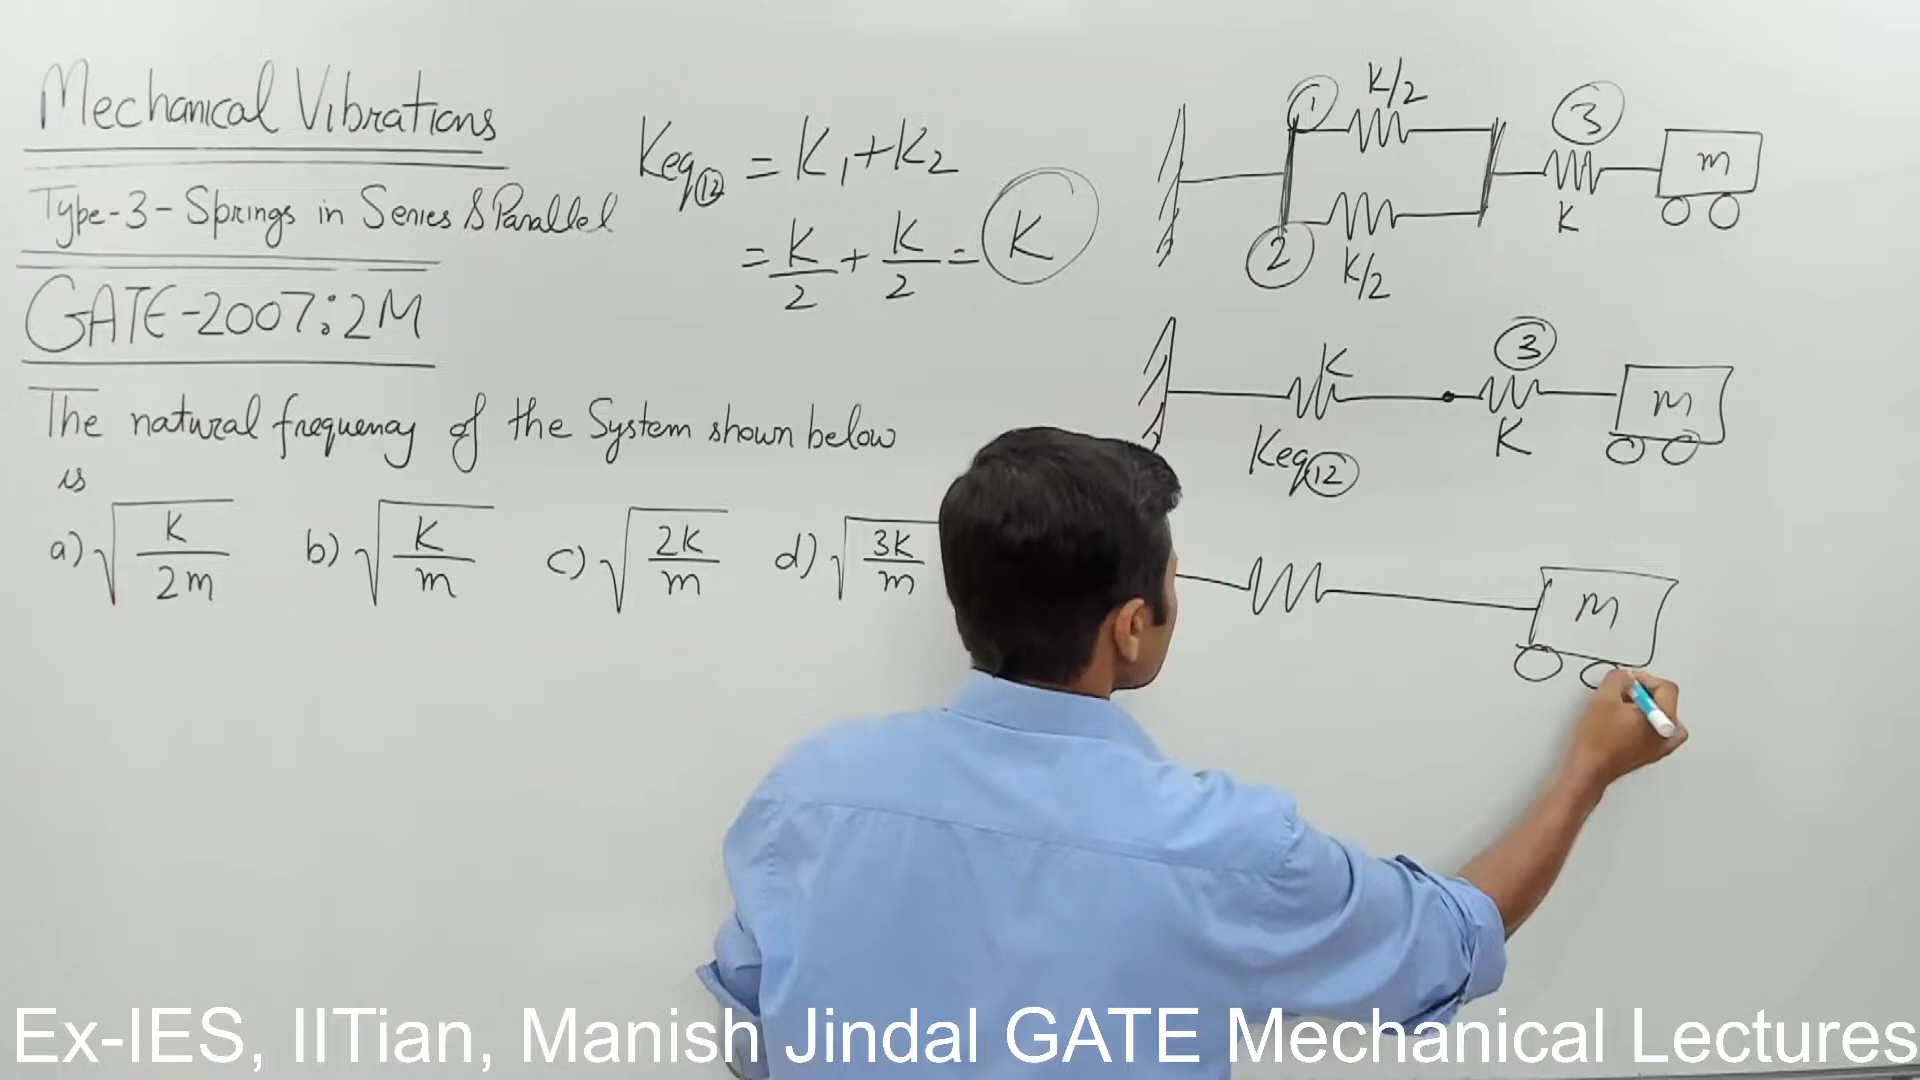 Mechanical Vibrations
Type-3-Springs in Series & Parallel
GATE-2007:2M
The natural frequency of the System shown below
is
a) √(K/2m) b) √(K/m) c) √(2K/m) d) √(3K/m)
Keq⑫ = K₁+K₂
= K/2 + K/2 = K
① K/2
② K/2
③ K
m
K
Keq⑫
③
K
m
m
Ex-IES, IITian, Manish Jindal GATE Mechanical Lectures